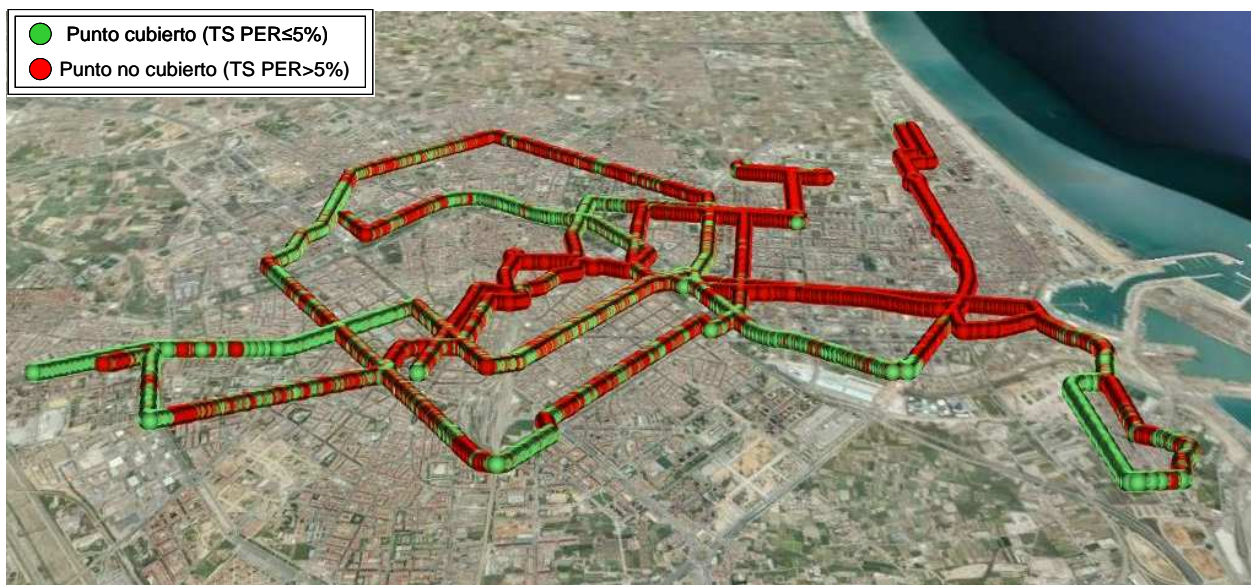 Punto cubierto (TS PER≤5%)
Punto no cubierto (TS PER>5%)